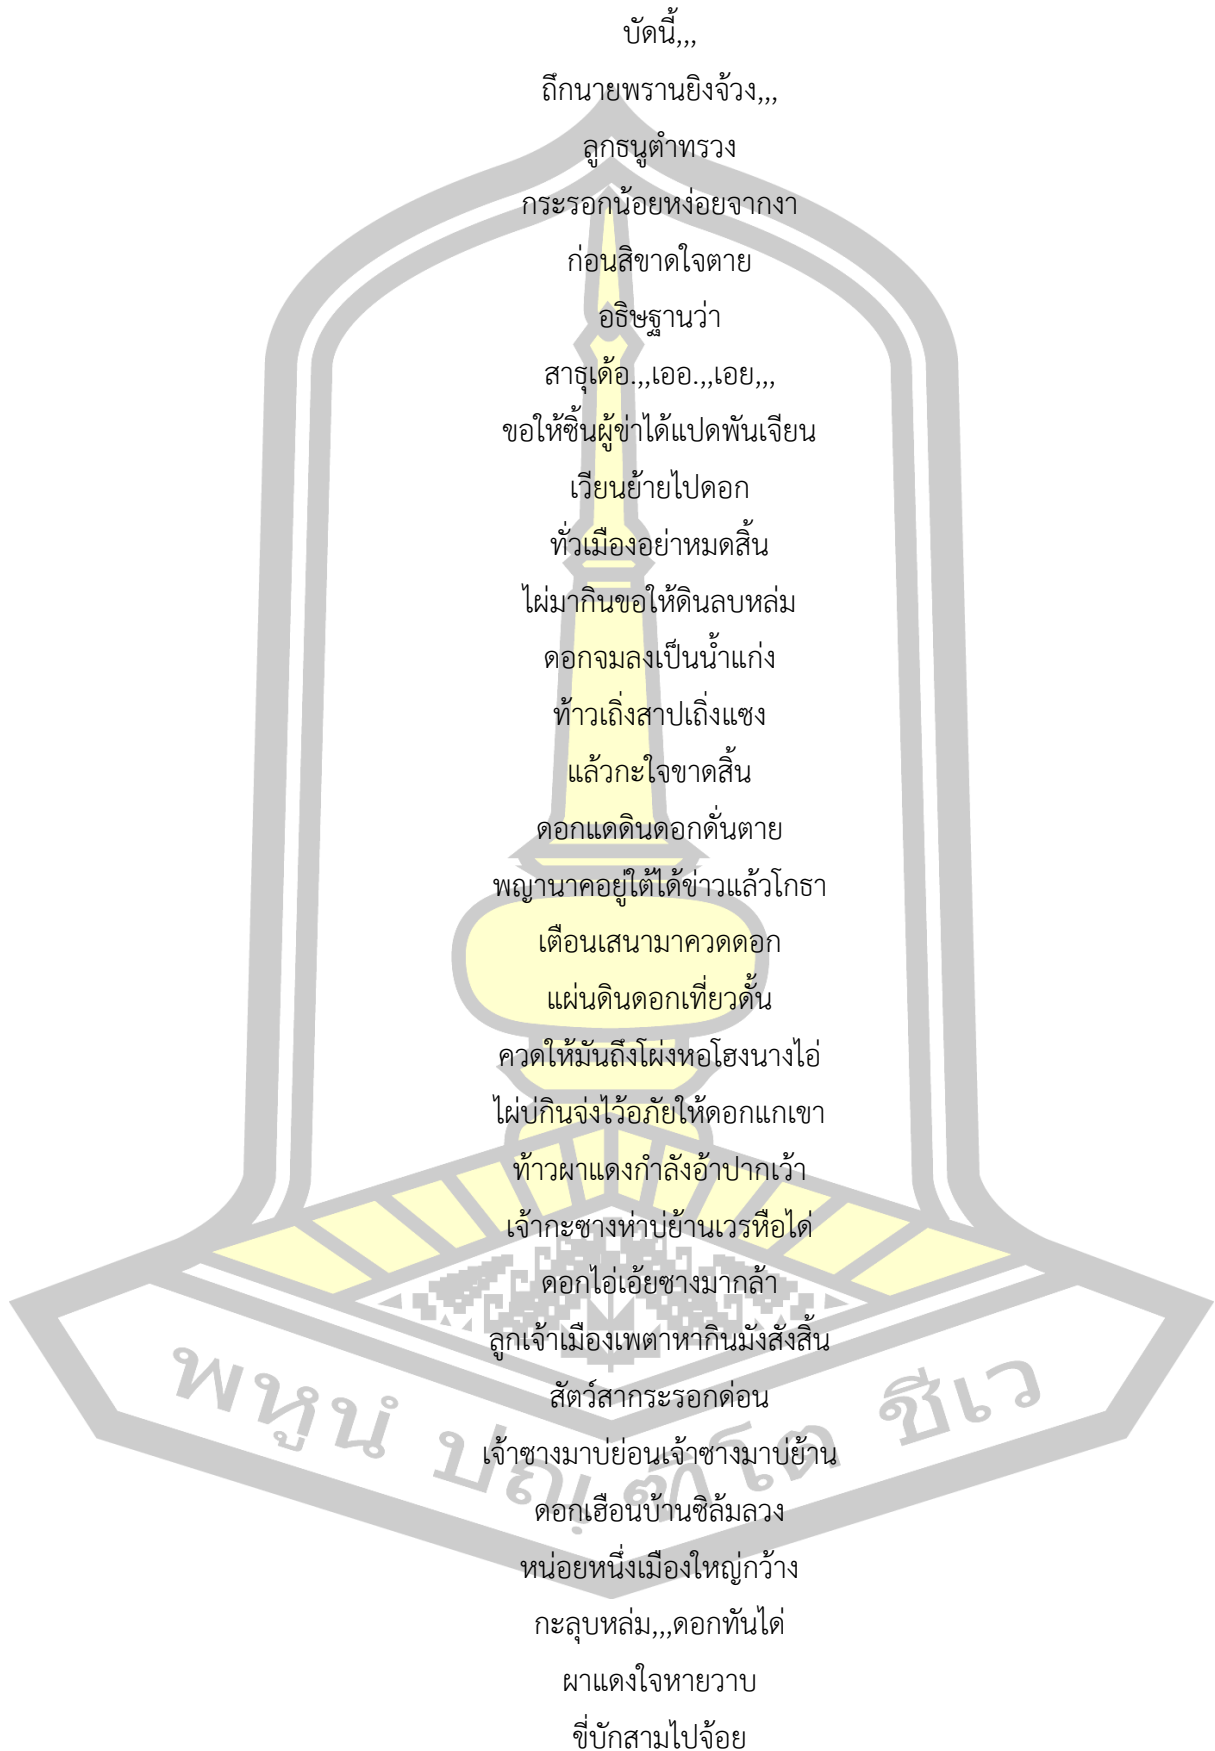 บัดนี้,,,
ถึกนายพรานยิงจ้วง,,,
ลูกธนูตำทรวง
กระรอกน้อยหง่อยจากงา
ก่อนสิขาดใจตาย
อธิษฐานว่า
สาธุเด้อ.,,เออ.,,เอย,,,
ขอให้ซิ้นผู้ข่าได้แปดพันเจียน
เวียนย้ายไปดอก
ทั่วเมืองอย่าหมดสิ้น
ไผ่มากินขอให้ดินลบหล่ม
ดอกจมลงเป็นน้ำแก่ง
ท้าวเถิ่งสาปเถิ่งแซง
แล้วกะใจขาดสิ้น
ดอกแดดินดอกดั่นตาย
พญานาคอยู่ใต้ได้ข่าวแล้วโกธา
เตือนเสนามาควดดอก
แผ่นดินดอกเที่ยวดั้น
ควดให้มันถึงโผ่งหอโฮงนางไอ่
ไผ่บ่กินจ่งไว้อภัยให้ดอกแกเขา
ท้าวผาแดงกำลังอ้าปากเว้า
เจ้ากะซางห่าบ่ย้านเวรหือได่
ดอกไอ่เอ้ยซางมากล้า
ลูกเจ้าเมืองเพตาหากินมังสังสิ้น
สัตว์สากระรอกด่อน
เจ้าซางมาบ่ย่อนเจ้าซางมาบ่ย้าน
ดอกเฮือนบ้านซิล้มลวง
หน่อยหนึ่งเมืองใหญ่กว้าง
กะลุบหล่ม,,,ดอกทันได่
ผาแดงใจหายวาบ
ขี่บักสามไปจ้อย
พหูนํ ปณฺฑิโต ชีเว